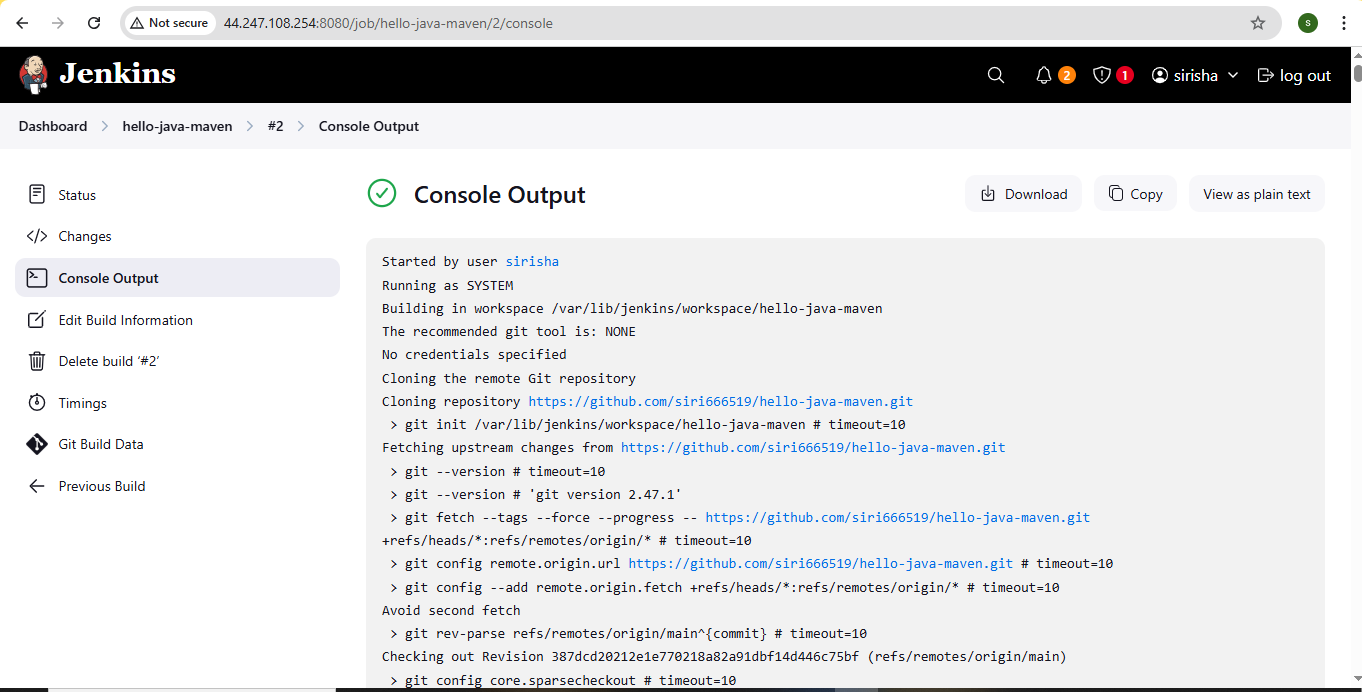 Not secure
44.247.108.254:8080/job/hello-java-maven/2/console
s
Jenkins
2
1
sirisha
log out
Dashboard
hello-java-maven
#2
Console Output
Status
Changes
Console Output
Edit Build Information
Delete build ‘#2’
Timings
Git Build Data
Previous Build
Console Output
Download
Copy
View as plain text
Started by user sirisha
Running as SYSTEM
Building in workspace /var/lib/jenkins/workspace/hello-java-maven
The recommended git tool is: NONE
No credentials specified
Cloning the remote Git repository
Cloning repository https://github.com/siri666519/hello-java-maven.git
> git init /var/lib/jenkins/workspace/hello-java-maven # timeout=10
Fetching upstream changes from https://github.com/siri666519/hello-java-maven.git
> git --version # timeout=10
> git --version # 'git version 2.47.1'
> git fetch --tags --force --progress -- https://github.com/siri666519/hello-java-maven.git
+refs/heads/*:refs/remotes/origin/* # timeout=10
> git config remote.origin.url https://github.com/siri666519/hello-java-maven.git # timeout=10
> git config --add remote.origin.fetch +refs/heads/*:refs/remotes/origin/* # timeout=10
Avoid second fetch
> git rev-parse refs/remotes/origin/main^{commit} # timeout=10
Checking out Revision 387dcd20212e1e770218a82a91dbf14d446c75bf (refs/remotes/origin/main)
> git config core.sparsecheckout # timeout=10